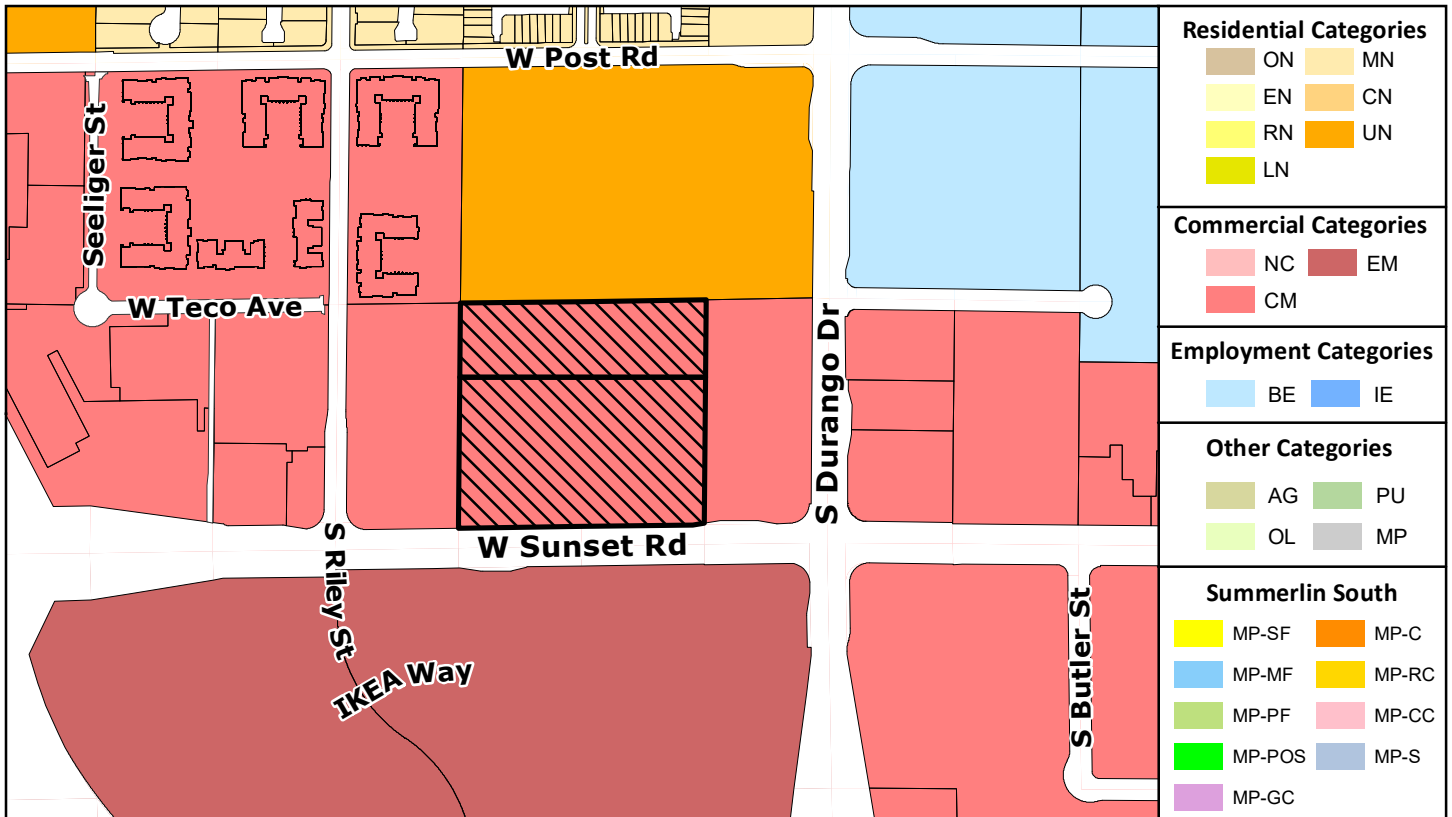 W Post Rd
Seeliger St
W Teco Ave
S Durango Dr
W Sunset Rd
S Riley St
IKEA Way
S Butler St
Residential Categories
ON MN
EN CN
RN UN
LN
Commercial Categories
NC EM
CM
Employment Categories
BE IE
Other Categories
AG PU
OL MP
Summerlin South
MP-SF MP-C
MP-MF MP-RC
MP-PF MP-CC
MP-POS MP-S
MP-GC